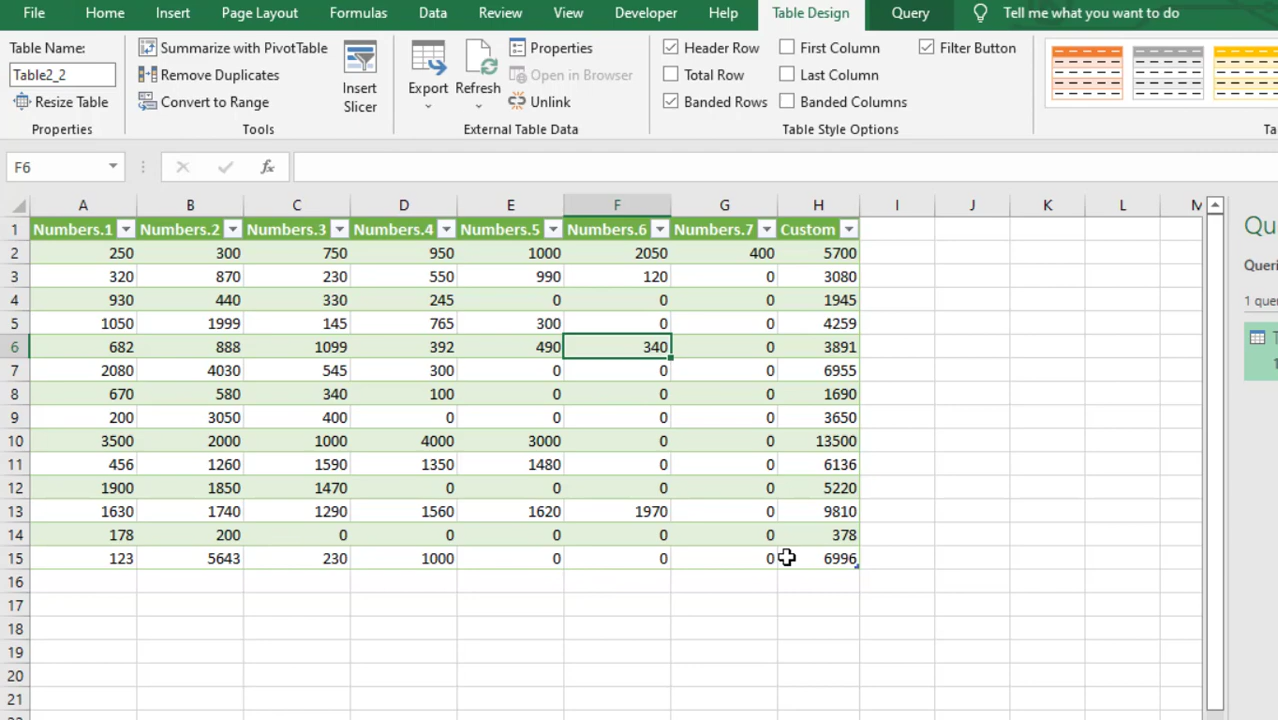 File Home Insert Page Layout Formulas Data Review View Developer Help Table Design Query Tell me what you want to do
Table Name: Summarize with PivotTable Properties Header Row First Column Filter Button
Table2_2 Remove Duplicates Insert Export Refresh Open in Browser Total Row Last Column
Resize Table Convert to Range Slicer Unlink Banded Rows Banded Columns
Properties Tools External Table Data Table Style Options
F6 fx
A B C D E F G H I J K L M
1 Numbers.1 Numbers.2 Numbers.3 Numbers.4 Numbers.5 Numbers.6 Numbers.7 Custom
2 250 300 750 950 1000 2050 400 5700
3 320 870 230 550 990 120 0 3080
4 930 440 330 245 0 0 0 1945
5 1050 1999 145 765 300 0 0 4259
6 682 888 1099 392 490 340 0 3891
7 2080 4030 545 300 0 0 0 6955
8 670 580 340 100 0 0 0 1690
9 200 3050 400 0 0 0 0 3650
10 3500 2000 1000 4000 3000 0 0 13500
11 456 1260 1590 1350 1480 0 0 6136
12 1900 1850 1470 0 0 0 0 5220
13 1630 1740 1290 1560 1620 1970 0 9810
14 178 200 0 0 0 0 0 378
15 123 5643 230 1000 0 0 0 6996
16
17
18
19
20
21
Qu
Queri
1 que